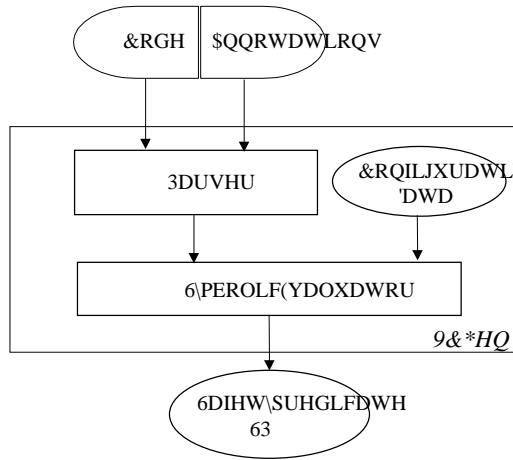 &RGH
$QQRWDWLRQV
3DUVHU
&RQILJXUDWL
'DWD
6\PEROLF(YDOXDWRU
9&*HQ
6DIHW\SUHGLFDWH
63